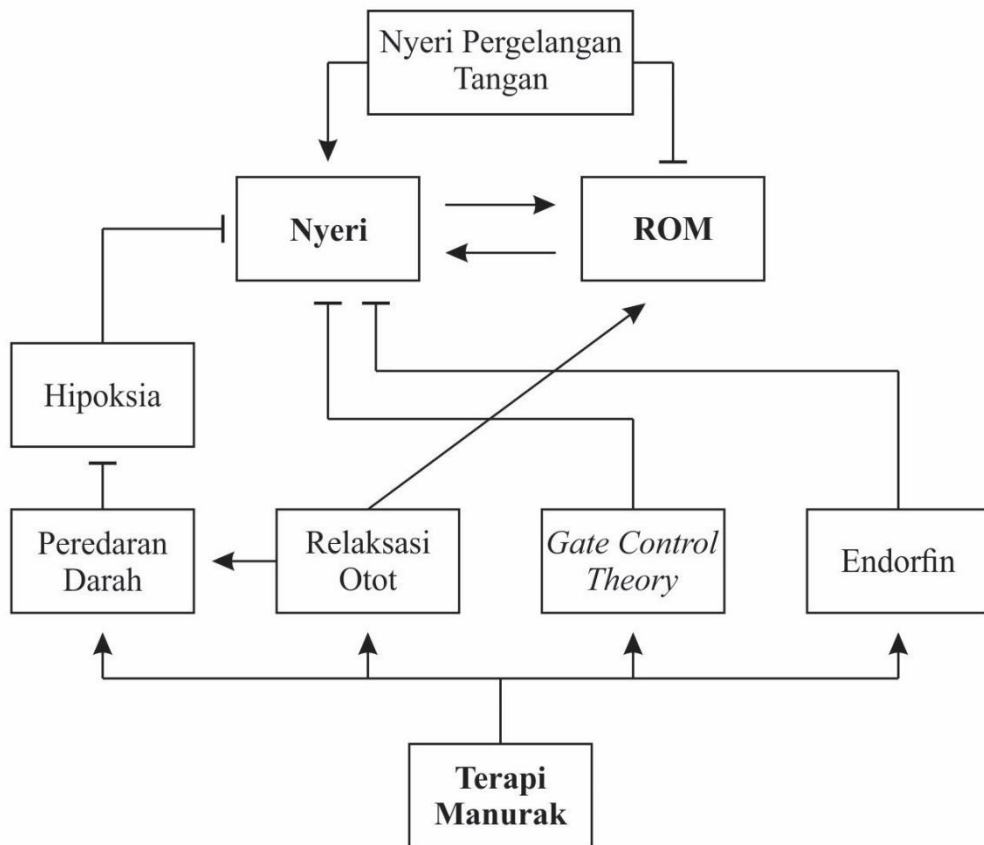 Nyeri Pergelangan
Tangan
Nyeri
ROM
Hipoksia
Peredaran
Darah
Relaksasi
Otot
Gate Control
Theory
Endorfin
Terapi
Manurak